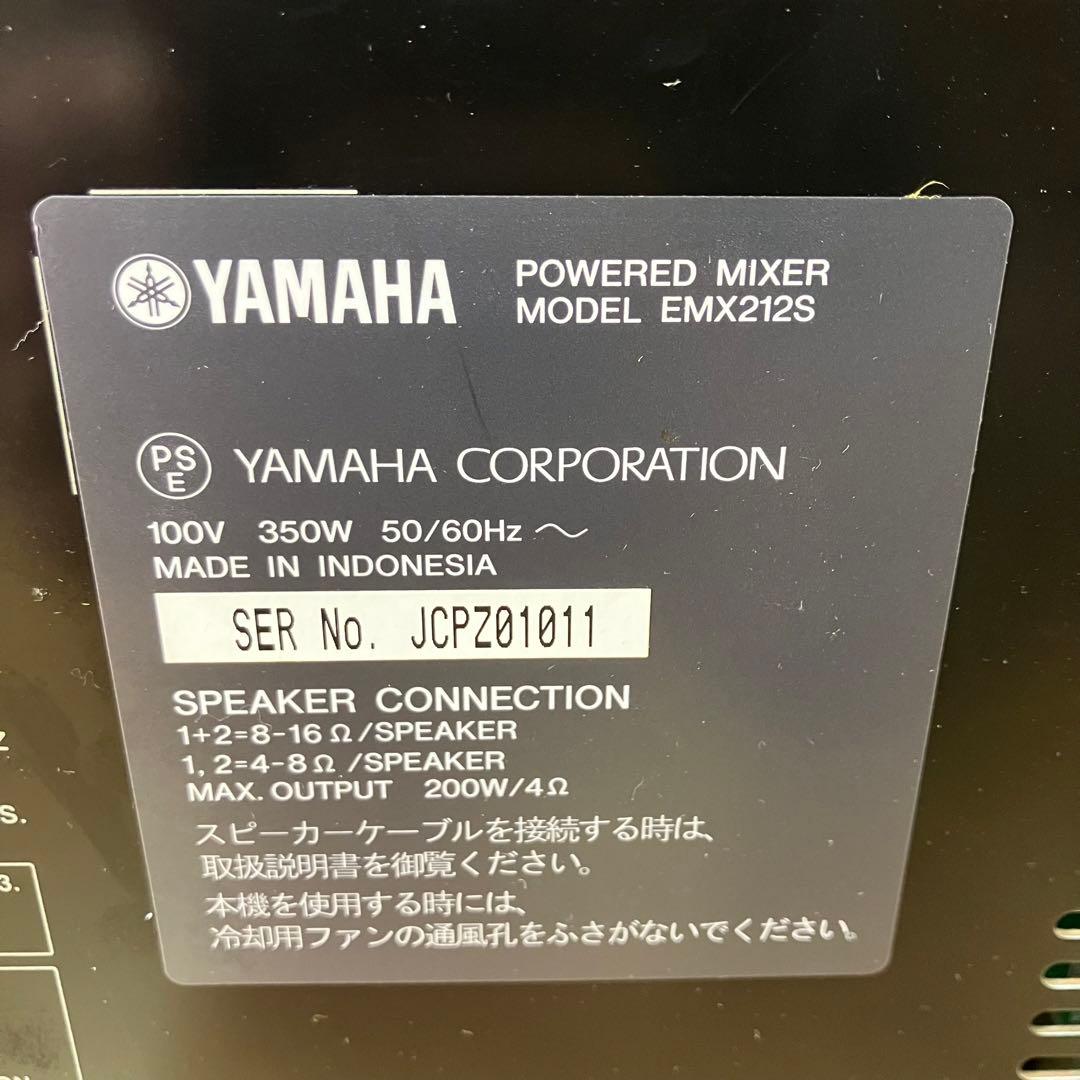 YAMAHA
POWERED MIXER
MODEL EMX212S
PSE
YAMAHA CORPORATION
100V 350W 50/60Hz ～
MADE IN INDONESIA
SER No. JCPZ01011
SPEAKER CONNECTION
1+2=8-16Ω/SPEAKER
1, 2=4-8Ω /SPEAKER
MAX. OUTPUT 200W/4Ω
スピーカーケーブルを接続する時は、
取扱説明書を御覧ください。
本機を使用する時には、
冷却用ファンの通風孔をふさがないでください。
Z
S.
3.
ON